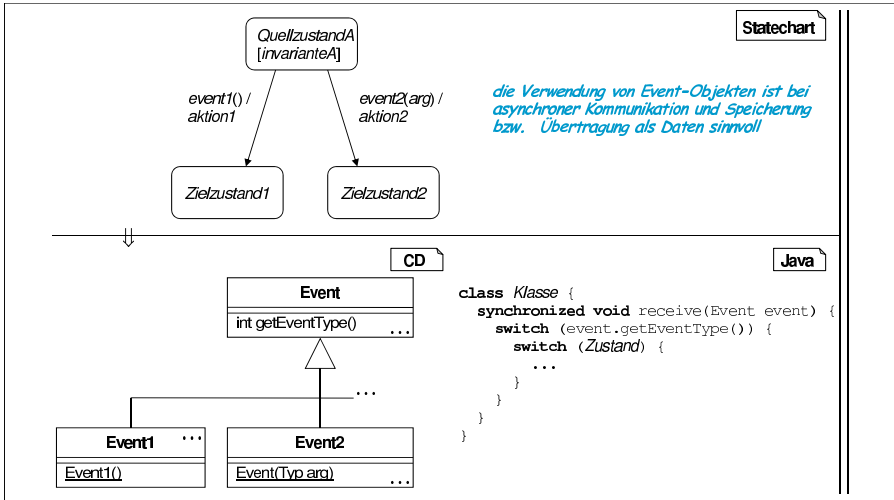 Statechart
QuellzustandA
[invarianteA]
event1() /
aktion1
event2(arg) /
aktion2
Zielzustand1
Zielzustand2
die Verwendung von Event-Objekten ist bei
asynchroner Kommunikation und Speicherung
bzw. Übertragung als Daten sinnvoll
⇓
CD
Event
int getEventType()
...
...
Event1
...
Event1()
Event2
Event(Typ arg)
...
Java
class Klasse {
synchronized void receive(Event event) {
switch (event.getEventType()) {
switch (Zustand) {
...
}
}
}
}